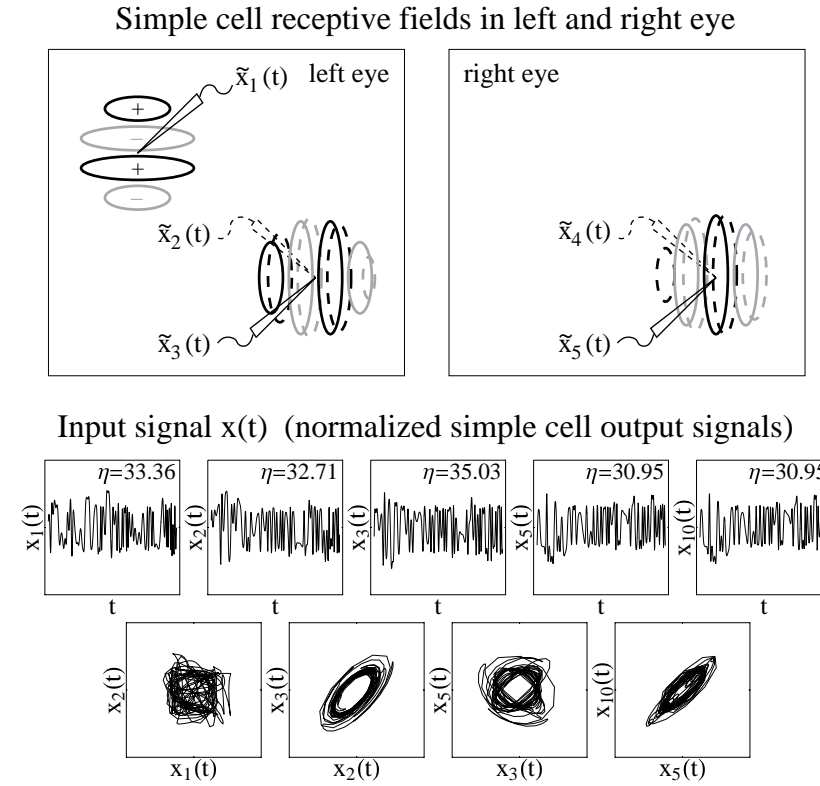 Simple cell receptive fields in left and right eye
x̃1(t) left eye
right eye
+
−
+
−
x̃2(t)
x̃4(t)
x̃3(t)
x̃5(t)
Input signal x(t) (normalized simple cell output signals)
η=33.36
η=32.71
η=35.03
η=30.95
η=30.95
x1(t)
x2(t)
x3(t)
x5(t)
x10(t)
t
t
t
t
t
x2(t)
x3(t)
x5(t)
x10(t)
x1(t)
x2(t)
x3(t)
x5(t)